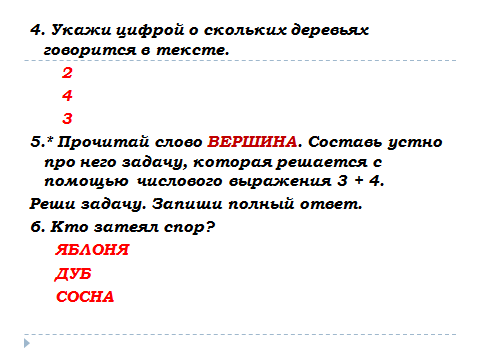 4. Укажи цифрой о скольких деревьях
говорится в тексте.
2
4
3
5.* Прочитай слово ВЕРШИНА. Составь устно
про него задачу, которая решается с
помощью числового выражения 3 + 4.
Реши задачу. Запиши полный ответ.
6. Кто затеял спор?
ЯБЛОНЯ
ДУБ
СОСНА